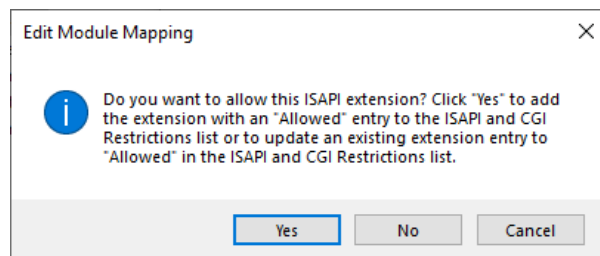 Edit Module Mapping
Do you want to allow this ISAPI extension? Click "Yes" to add
the extension with an "Allowed" entry to the ISAPI and CGI
Restrictions list or to update an existing extension entry to
"Allowed" in the ISAPI and CGI Restrictions list.
Yes No Cancel